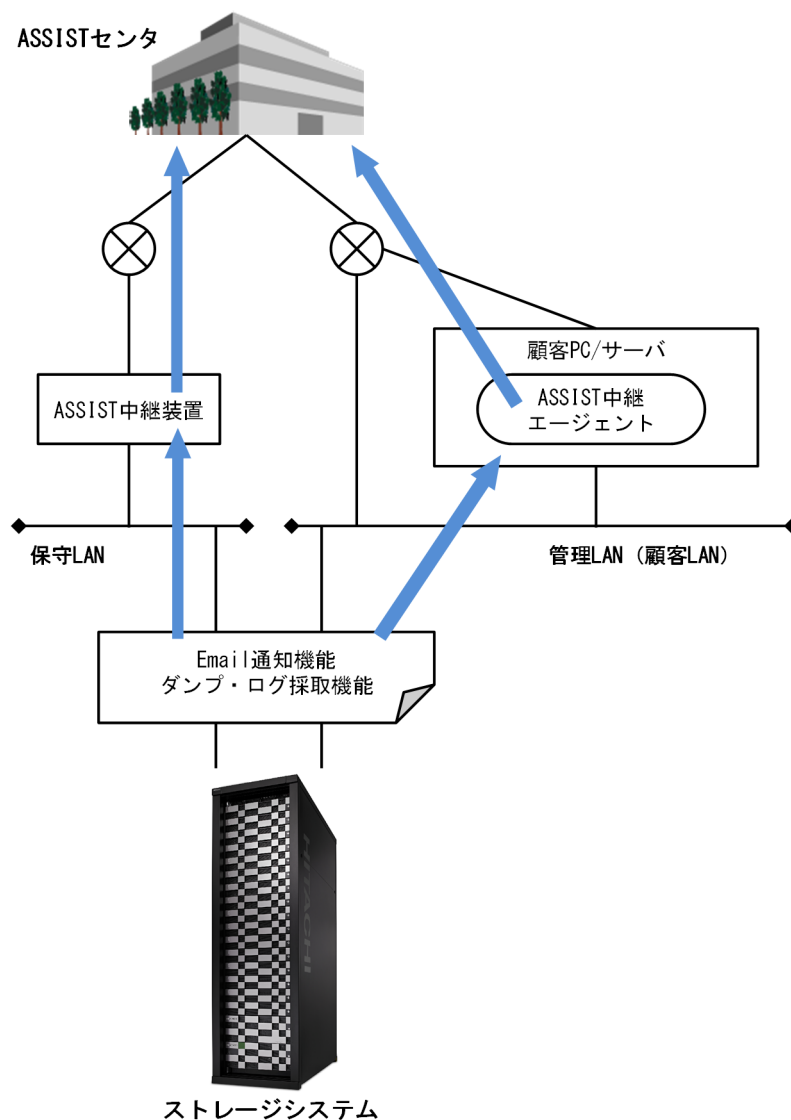 ASSISTセンタ
顧客PC/サーバ
ASSIST中継装置
ASSIST中継
エージェント
保守LAN
管理LAN（顧客LAN）
Email通知機能
ダンプ・ログ採取機能
HITACHI
ストレージシステム